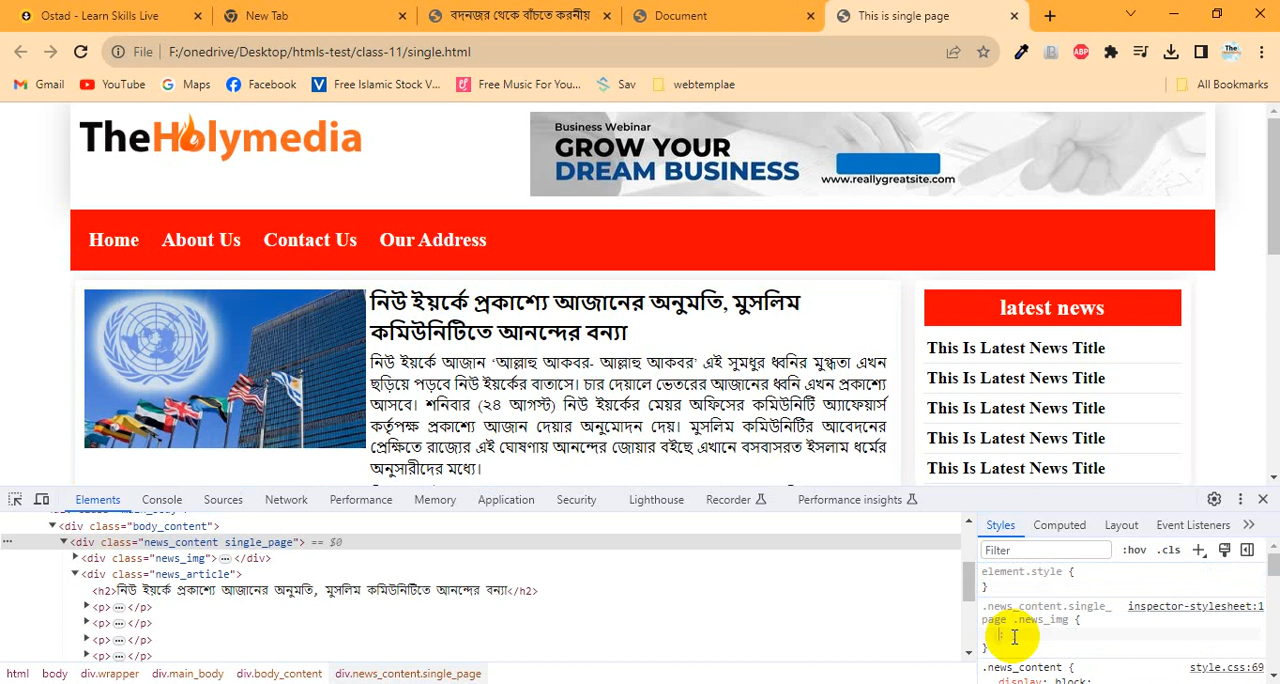 Ostad - Learn Skills Live
New Tab
বদনজর থেকে বাঁচতে করনীয়
Document
This is single page
File F:/onedrive/Desktop/htmls-test/class-11/single.html
Gmail YouTube Maps Facebook Free Islamic Stock V... Free Music For You... Sav webtemplae All Bookmarks
TheHolymedia
Business Webinar
GROW YOUR
DREAM BUSINESS
www.reallygreatsite.com
Home About Us Contact Us Our Address
নিউ ইয়র্কে প্রকাশ্যে আজানের অনুমতি, মুসলিম
কমিউনিটিতে আনন্দের বন্যা
নিউ ইয়র্কে আজান ‘আল্লাহু আকবর- আল্লাহু আকবর’ এই সুমধুর ধ্বনির মুগ্ধতা এখন
ছড়িয়ে পড়বে নিউ ইয়র্কের বাতাসে। চার দেয়ালে ভেতরের আজানের ধ্বনি এখন প্রকাশ্যে
আসবে। শনিবার (২৪ আগস্ট) নিউ ইয়র্কের মেয়র অফিসের কমিউনিটি অ্যাফেয়ার্স
কর্তৃপক্ষ প্রকাশ্যে আজান দেয়ার অনুমোদন দেয়। মুসলিম কমিউনিটির আবেদনের
প্রেক্ষিতে রাজ্যের এই ঘোষণায় আনন্দের জোয়ার বইছে এখানে বসবাসরত ইসলাম ধর্মের
অনুসারীদের মধ্যে।
latest news
This Is Latest News Title
This Is Latest News Title
This Is Latest News Title
This Is Latest News Title
This Is Latest News Title
Elements Console Sources Network Performance Memory Application Security Lighthouse Recorder Performance insights
<div class="body_content">
<div class="news_content single_page"> == $0
<div class="news_img"> … </div>
<div class="news_article">
<h2>নিউ ইয়র্কে প্রকাশ্যে আজানের অনুমতি, মুসলিম কমিউনিটিতে আনন্দের বন্যা</h2>
<p> … </p>
<p> … </p>
<p> … </p>
<p> … </p>
html body div.wrapper div.main_body div.body_content div.news_content.single_page
Styles Computed Layout Event Listeners
Filter :hov .cls
element.style {
}
.news_content.single_ inspector-stylesheet:1
page .news_img {
:
}
.news_content { style.css:69
display: block;